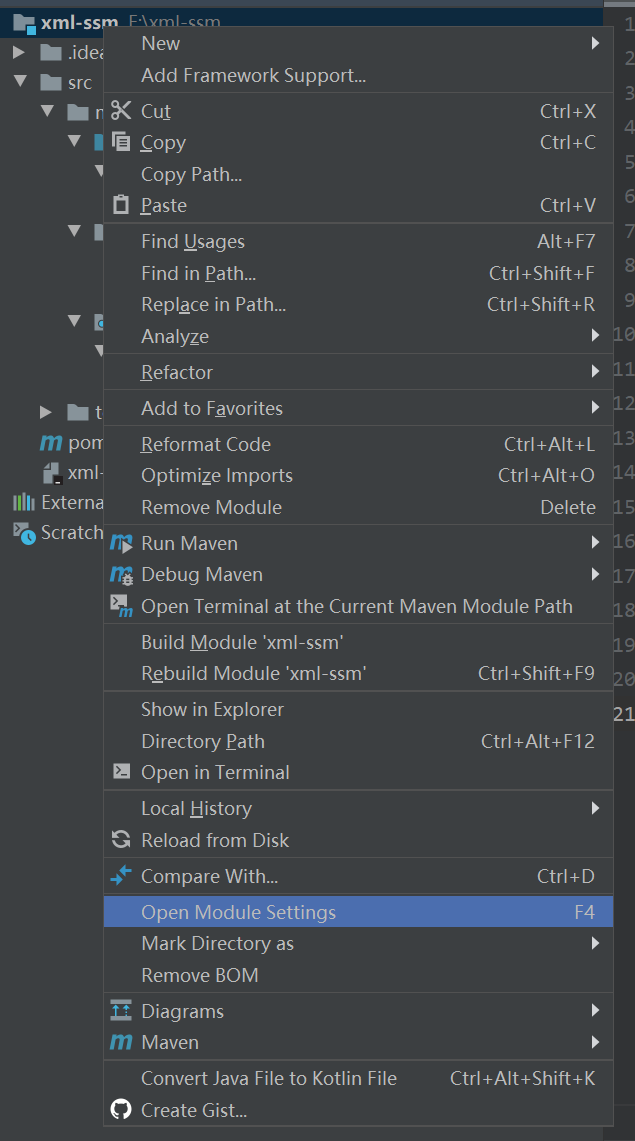 xml-ssm E:\xml-ssm
.idea
src
New
Add Framework Support...
Cut Ctrl+X
Copy Ctrl+C
Copy Path...
Paste Ctrl+V
Find Usages Alt+F7
Find in Path... Ctrl+Shift+F
Replace in Path... Ctrl+Shift+R
Analyze
Refactor
Add to Favorites
Reformat Code Ctrl+Alt+L
pom
Optimize Imports Ctrl+Alt+O
xml-
Remove Module Delete
Externa
Scratch
Run Maven
Debug Maven
Open Terminal at the Current Maven Module Path
Build Module 'xml-ssm'
Rebuild Module 'xml-ssm' Ctrl+Shift+F9
Show in Explorer
Directory Path Ctrl+Alt+F12
Open in Terminal
Local History
Reload from Disk
Compare With... Ctrl+D
Open Module Settings F4
Mark Directory as
Remove BOM
Diagrams
Maven
Convert Java File to Kotlin File Ctrl+Alt+Shift+K
Create Gist...
1
2
3
4
5
6
7
8
9
10
11
12
13
14
15
16
17
18
19
20
21